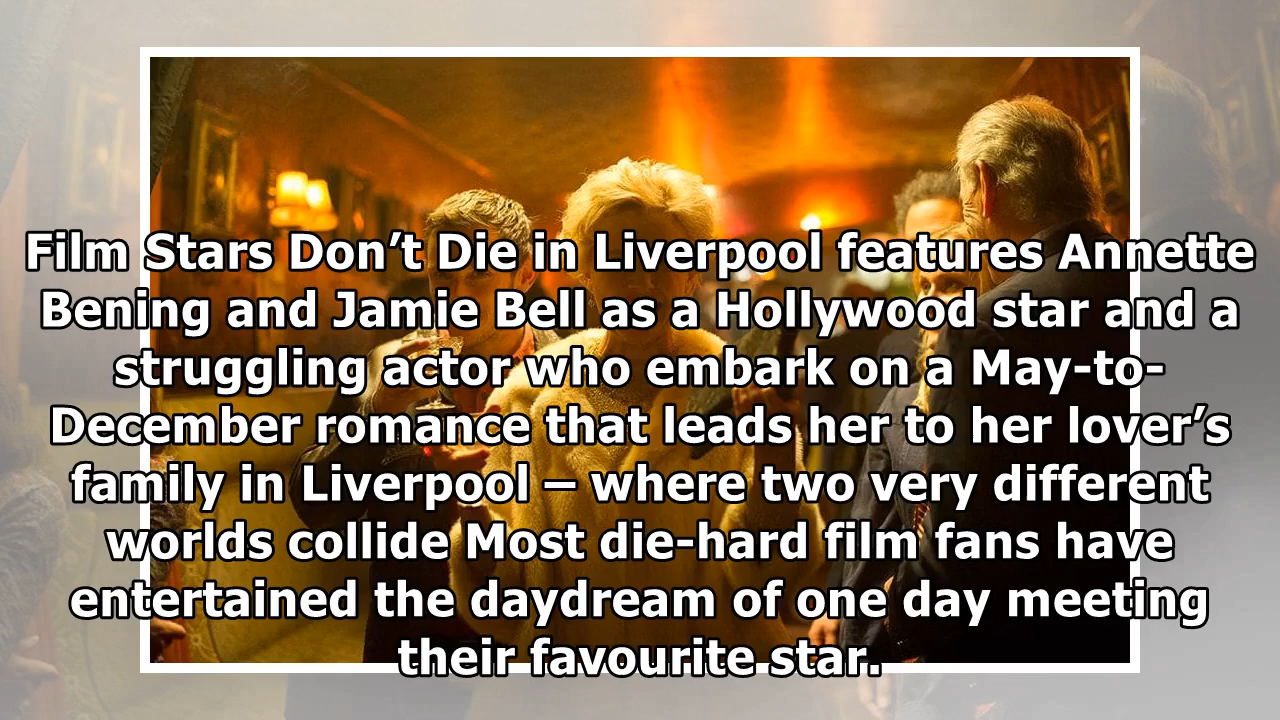 Film Stars Don’t Die in Liverpool features Annette
Bening and Jamie Bell as a Hollywood star and a
struggling actor who embark on a May-to-
December romance that leads her to her lover’s
family in Liverpool – where two very different
worlds collide Most die-hard film fans have
entertained the daydream of one day meeting
their favourite star.